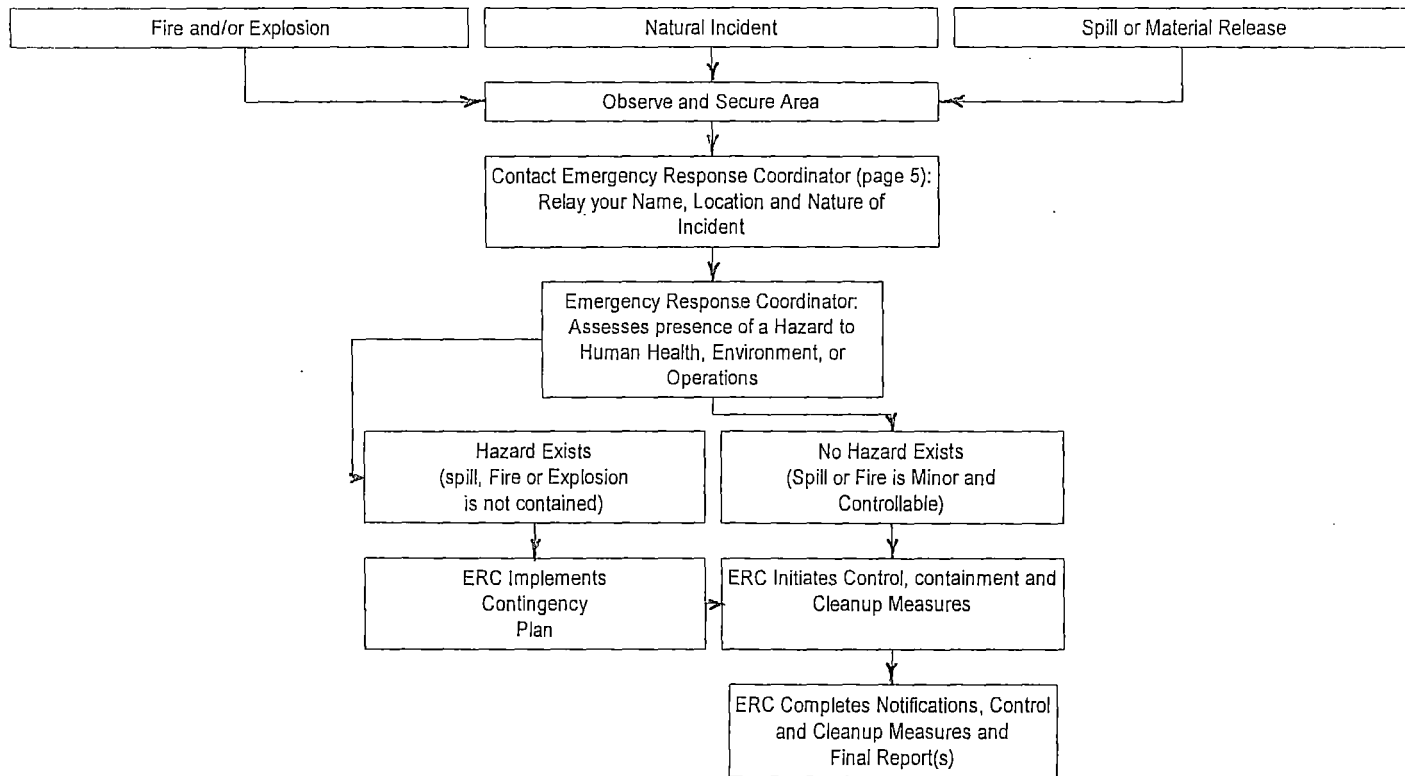 Fire and/or Explosion
Natural Incident
Spill or Material Release
Observe and Secure Area
Contact Emergency Response Coordinator (page 5):
Relay your Name, Location and Nature of
Incident
Emergency Response Coordinator:
Assesses presence of a Hazard to
Human Health, Environment, or
Operations
Hazard Exists
(spill, Fire or Explosion
is not contained)
No Hazard Exists
(Spill or Fire is Minor and
Controllable)
ERC Implements
Contingency
Plan
ERC Initiates Control, containment and
Cleanup Measures
ERC Completes Notifications, Control
and Cleanup Measures and
Final Report(s)